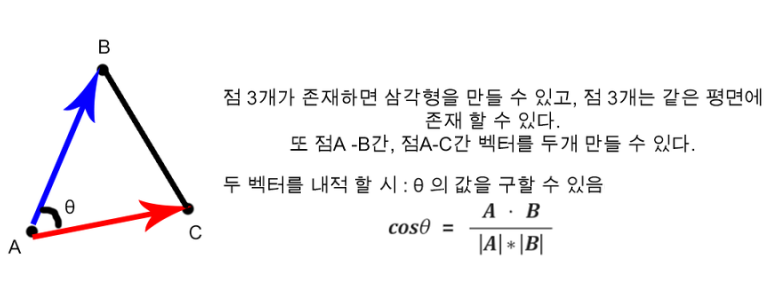 B
점 3개가 존재하면 삼각형을 만들 수 있고, 점 3개는 같은 평면에
존재 할 수 있다.
또 점A -B간, 점A-C간 벡터를 두개 만들 수 있다.
두 벡터를 내적 할 시 : θ 의 값을 구할 수 있음
θ
cosθ = A · B / |A|*|B|
C
A